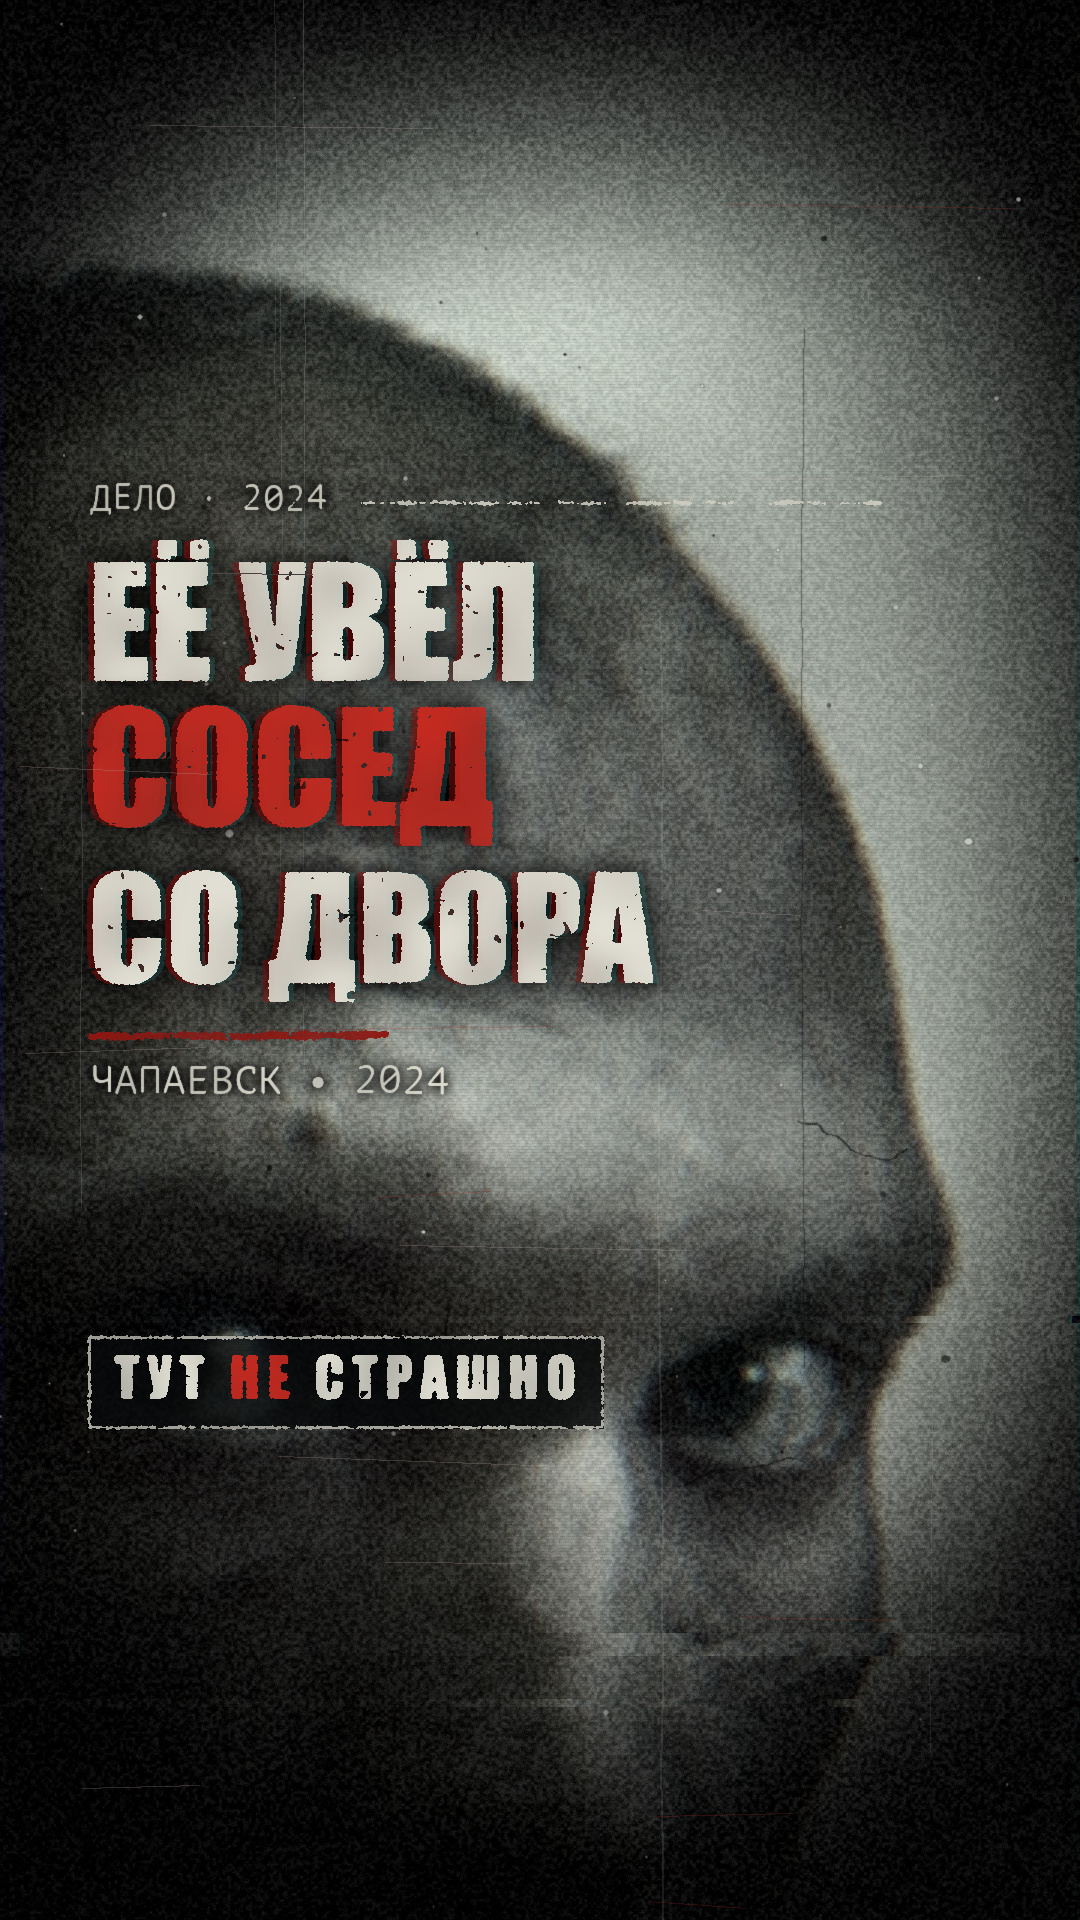 ДЕЛО · 2024
ЕЁ УВЁЛ
СОСЕД
СО ДВОРА
ЧАПАЕВСК • 2024
ТУТ НЕ СТРАШНО